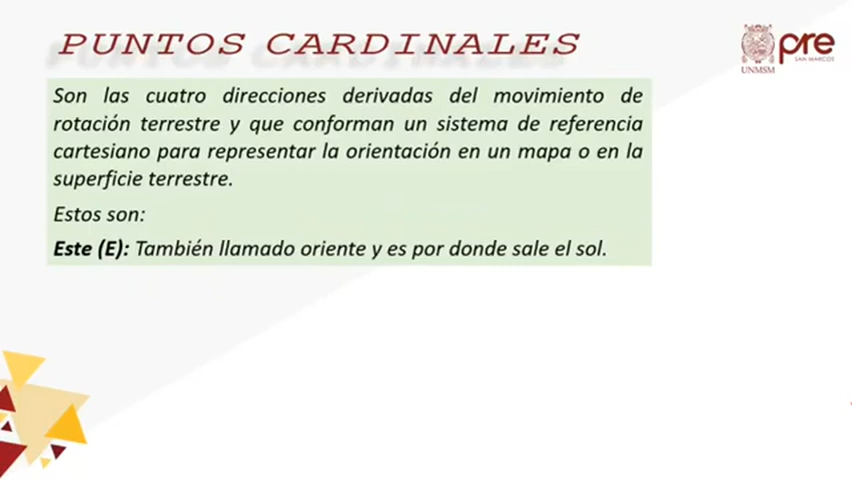 PUNTOS CARDINALES
UNMSM
pre
SAN MARCOS
Son las cuatro direcciones derivadas del movimiento de
rotación terrestre y que conforman un sistema de referencia
cartesiano para representar la orientación en un mapa o en la
superficie terrestre.
Estos son:
Este (E): También llamado oriente y es por donde sale el sol.